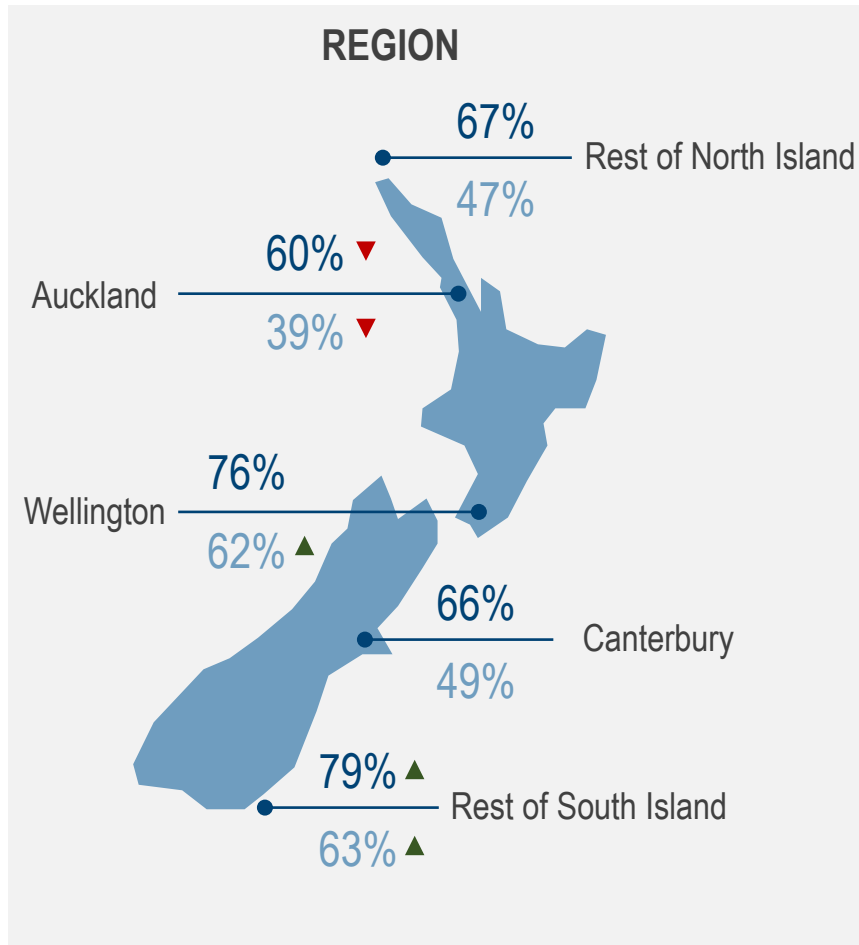 REGION
67%
Rest of North Island
47%
60% ▼
Auckland
39% ▼
76%
Wellington
62% ▲
66%
Canterbury
49%
79% ▲
Rest of South Island
63% ▲